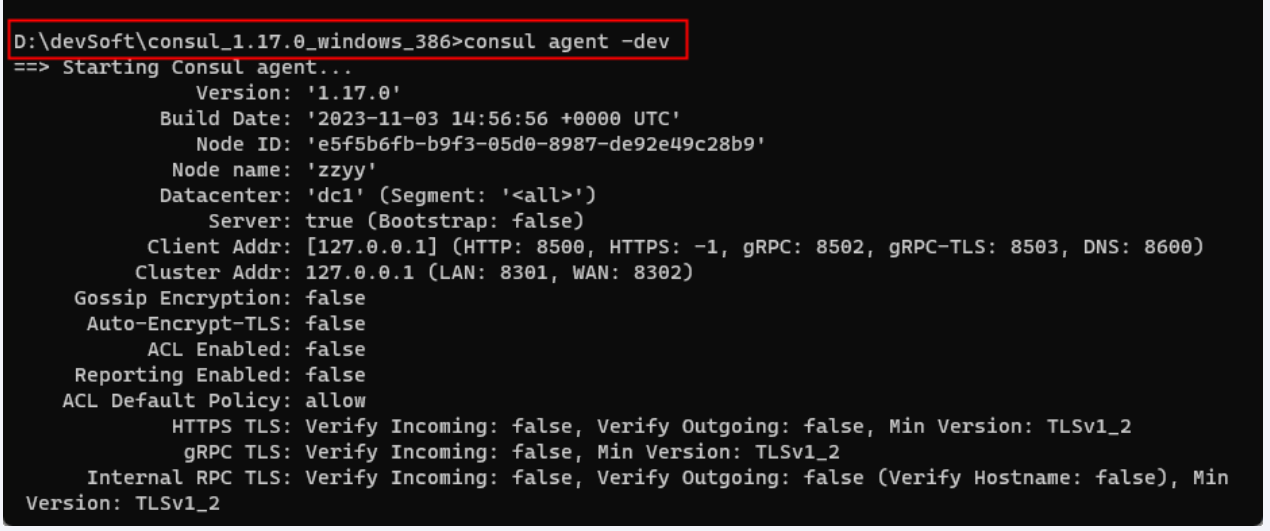 D:\devSoft\consul_1.17.0_windows_386>consul agent -dev
==> Starting Consul agent...
Version: '1.17.0'
Build Date: '2023-11-03 14:56:56 +0000 UTC'
Node ID: 'e5f5b6fb-b9f3-05d0-8987-de92e49c28b9'
Node name: 'zzyy'
Datacenter: 'dc1' (Segment: '<all>')
Server: true (Bootstrap: false)
Client Addr: [127.0.0.1] (HTTP: 8500, HTTPS: -1, gRPC: 8502, gRPC-TLS: 8503, DNS: 8600)
Cluster Addr: 127.0.0.1 (LAN: 8301, WAN: 8302)
Gossip Encryption: false
Auto-Encrypt-TLS: false
ACL Enabled: false
Reporting Enabled: false
ACL Default Policy: allow
HTTPS TLS: Verify Incoming: false, Verify Outgoing: false, Min Version: TLSv1_2
gRPC TLS: Verify Incoming: false, Min Version: TLSv1_2
Internal RPC TLS: Verify Incoming: false, Verify Outgoing: false (Verify Hostname: false), Min
Version: TLSv1_2